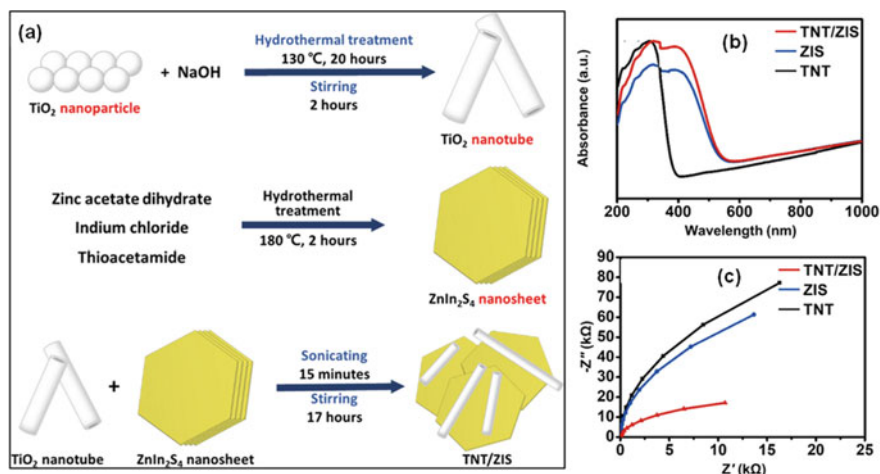 (a)
Hydrothermal treatment
130 °C, 20 hours
+ NaOH
Stirring
2 hours
TiO₂ nanoparticle
TiO₂ nanotube
Zinc acetate dihydrate
Indium chloride
Thioacetamide
Hydrothermal
treatment
180 °C, 2 hours
ZnIn₂S₄ nanosheet
+
Sonicating
15 minutes
Stirring
17 hours
TiO₂ nanotube
ZnIn₂S₄ nanosheet
TNT/ZIS
(b)
TNT/ZIS
ZIS
TNT
Absorbance (a.u.)
200 400 600 800 1000
Wavelength (nm)
(c)
TNT/ZIS
ZIS
TNT
-Z″ (kΩ)
90
80
70
60
50
40
30
20
10
0
0 5 10 15 20 25
Z′ (kΩ)